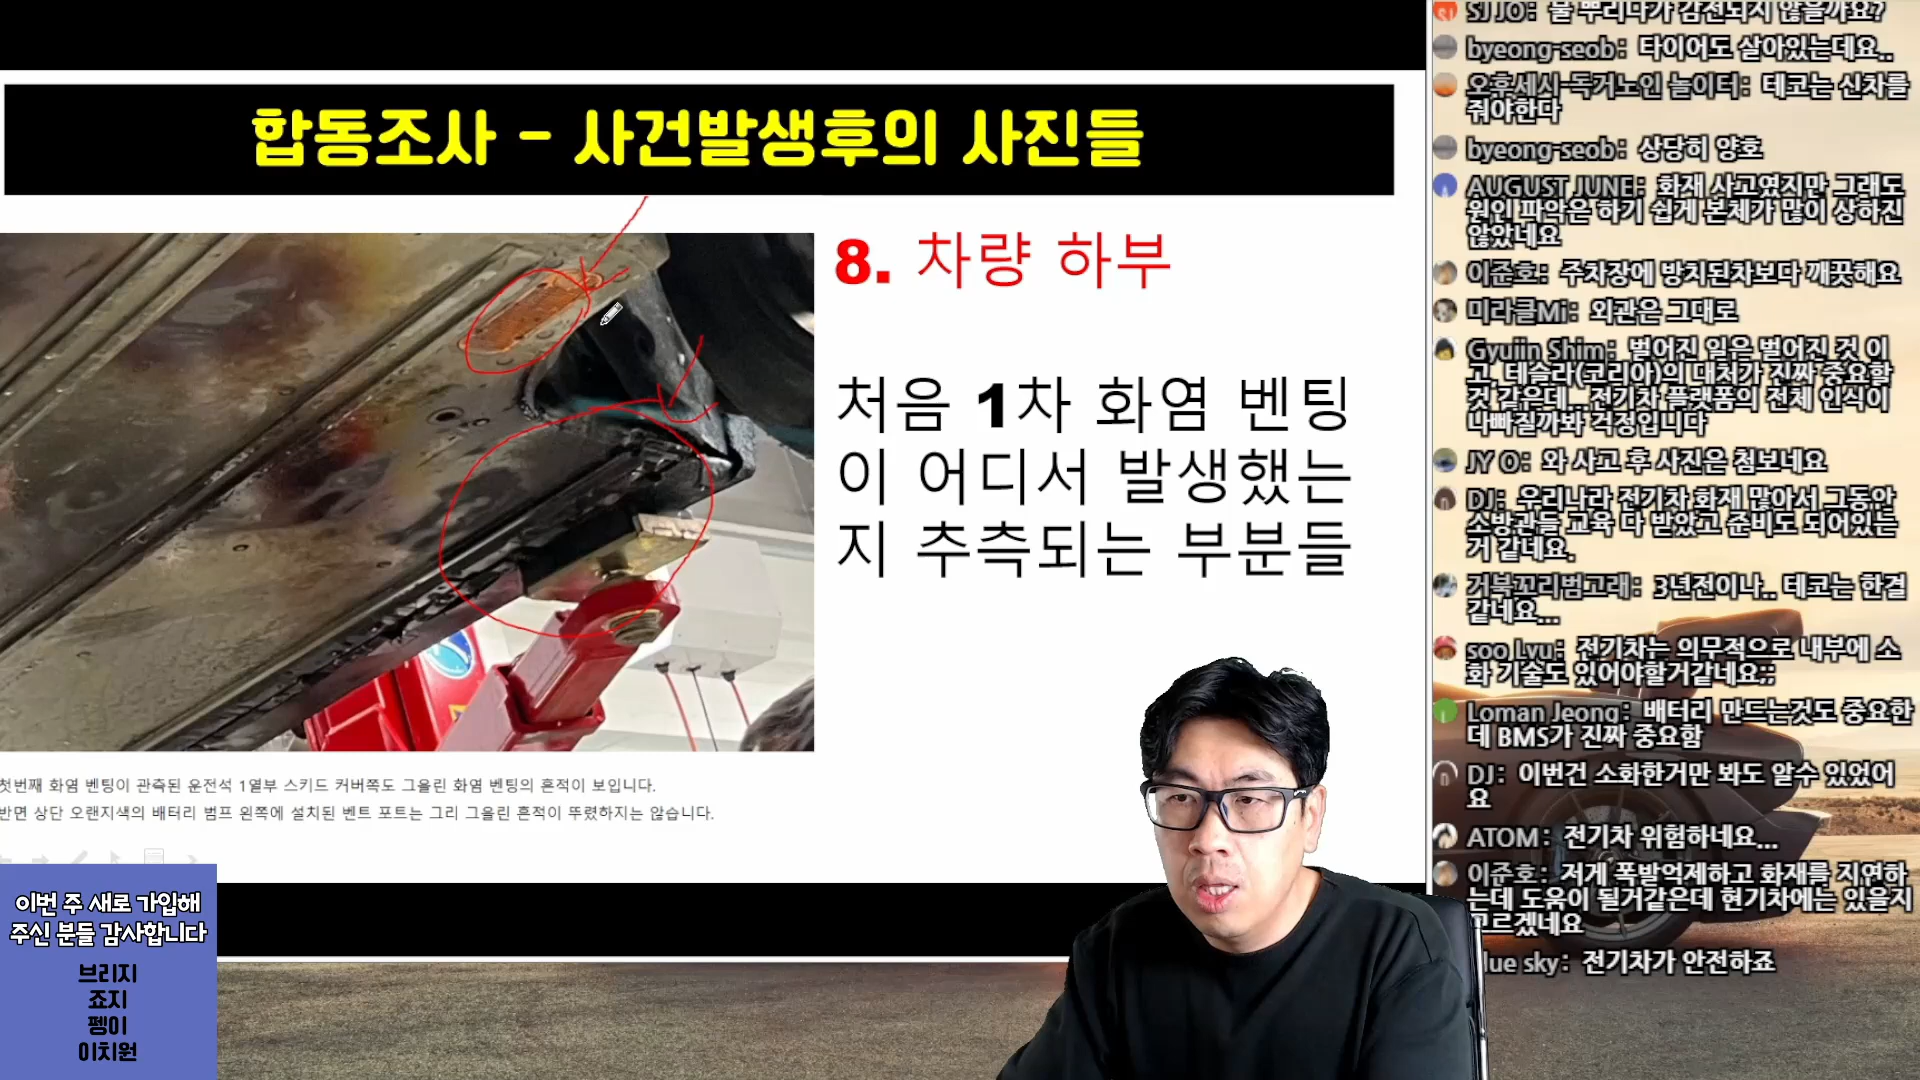 합동조사 - 사건발생후의 사진들
8. 차량 하부
처음 1차 화염 벤팅
이 어디서 발생했는
지 추측되는 부분들
첫번째 화염 벤팅이 관측된 운전석 1열부 스키드 커버쪽도 그을린 화염 벤팅의 흔적이 보입니다.
반면 상단 오랜지색의 배터리 범프 왼쪽에 설치된 벤트 포트는 그리 그을린 흔적이 뚜렸하지는 않습니다.
이번 주 새로 가입해
주신 분들 감사합니다
브리지
죠지
펭이
이치원
SJ JO: 물 뿌리다가 감전되지 않을까요?
byeong-seob: 타이어도 살아있는데요..
오후세시-독거노인 놀이터: 테코는 신차를
줘야한다
byeong-seob: 상당히 양호
AUGUST JUNE: 화재 사고였지만 그래도
원인 파악은 하기 쉽게 본체가 많이 상하진
않았네요
이준호: 주차장에 방치된차보다 깨끗해요
미라클Mi: 외관은 그대로
Gyujin Shim: 벌어진 일은 벌어진 것 이
고, 테슬라(코리아)의 대처가 진짜 중요할
것 같은데.. 전기차 플랫폼의 전체 인식이
나빠질까봐 걱정입니다
JY O: 와 사고 후 사진은 첨보네요
DJ: 우리나라 전기차 화재 많아서 그동안
소방관들 교육 다 받았고 준비도 되어있는
거 같네요.
거북꼬리범고래: 3년전이나.. 테코는 한결
같네요...
soo Lyu: 전기차는 의무적으로 내부에 소
화 기술도 있어야할거같네요;;
Loman Jeong: 배터리 만드는것도 중요한
데 BMS가 진짜 중요함
DJ: 이번건 소화한거만 봐도 알수 있었어
요
ATOM: 전기차 위험하네요...
이준호: 저게 폭발억제하고 화재를 지연하
는데 도움이 될거같은데 현기차에는 있을지
모르겠네요
lue sky: 전기차가 안전하죠